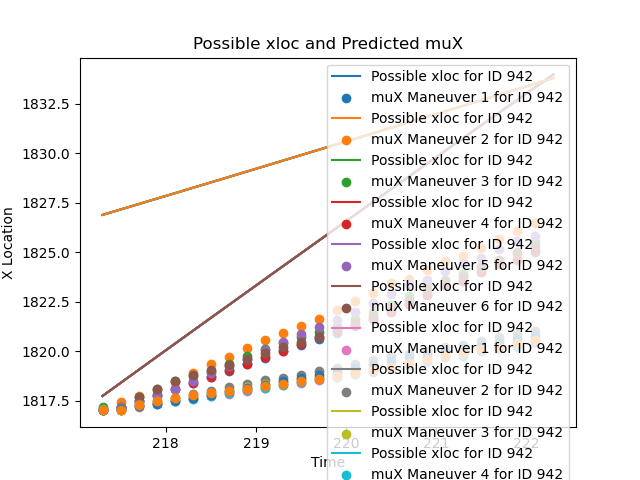 Possible xloc and Predicted muX
X Location
1832.5
1830.0
1827.5
1825.0
1822.5
1820.0
1817.5
218
219
220
221
222
Time
Possible xloc for ID 942
muX Maneuver 1 for ID 942
Possible xloc for ID 942
muX Maneuver 2 for ID 942
Possible xloc for ID 942
muX Maneuver 3 for ID 942
Possible xloc for ID 942
muX Maneuver 4 for ID 942
Possible xloc for ID 942
muX Maneuver 5 for ID 942
Possible xloc for ID 942
muX Maneuver 6 for ID 942
Possible xloc for ID 942
muX Maneuver 1 for ID 942
Possible xloc for ID 942
muX Maneuver 2 for ID 942
Possible xloc for ID 942
muX Maneuver 3 for ID 942
Possible xloc for ID 942
muX Maneuver 4 for ID 942